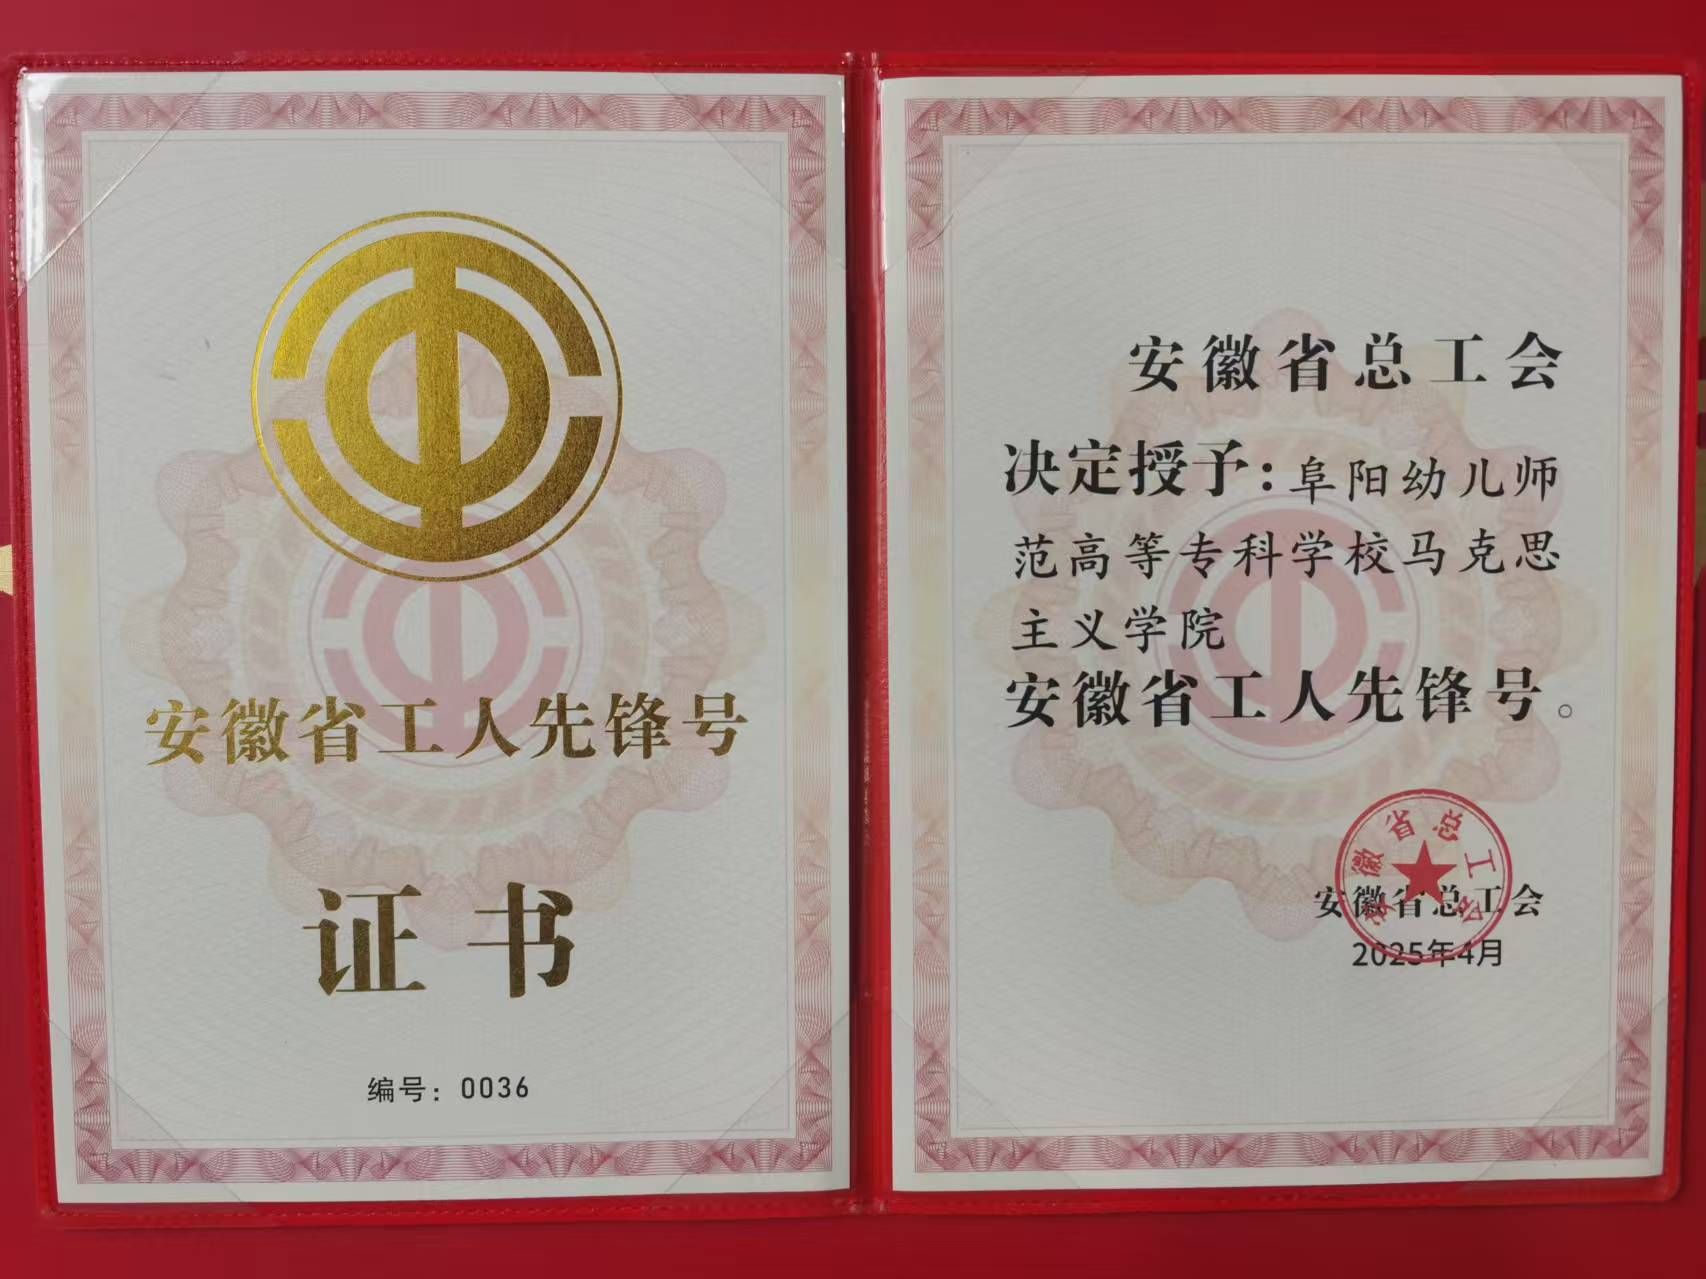 安徽省工人先锋号
证书
编号：0036
安徽省总工会
决定授予：阜阳幼儿师
范高等专科学校马克思
主义学院
安徽省工人先锋号。
安徽省总工会
安徽省总工会
2025年4月